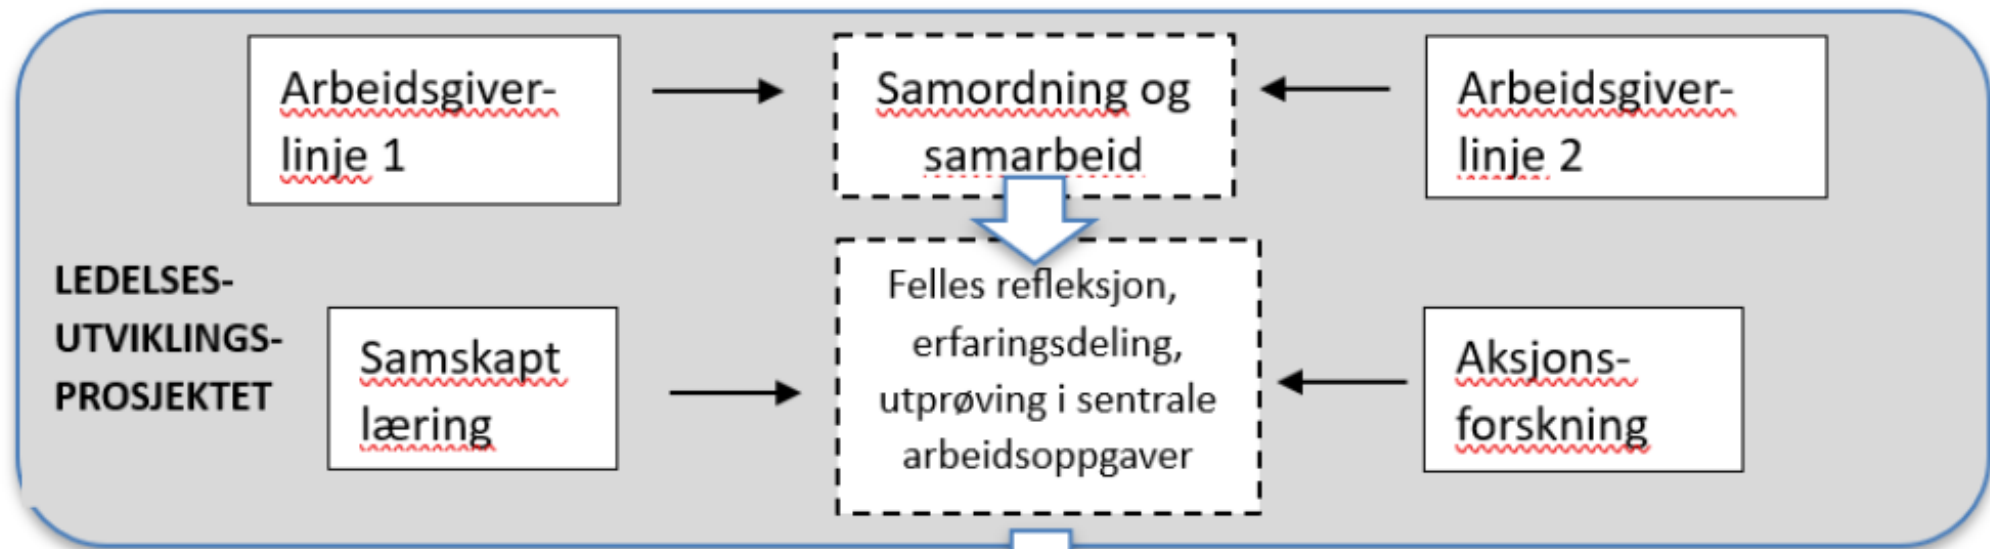 Arbeidsgiver-
linje 1
Samordning og
samarbeid
Arbeidsgiver-
linje 2
LEDELSES-
UTVIKLINGS-
PROSJEKTET
Samskapt
læring
Felles refleksjon,
erfaringsdeling,
utprøving i sentrale
arbeidsoppgaver
Aksjons-
forskning